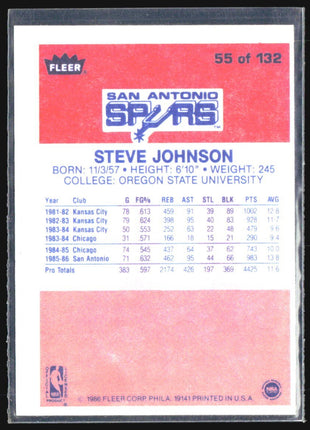 FLEER
55 of 132
SAN ANTONIO
SPURS
STEVE JOHNSON
BORN: 11/3/57 • HEIGHT: 6'10" • WEIGHT: 245
COLLEGE: OREGON STATE UNIVERSITY
Year Club G FG% REB AST STL BLK PTS AVG
1981-82 Kansas City 78 613 459 91 39 89 1002 12.8
1982-83 Kansas City 79 624 398 95 40 83 928 11.7
1983-84 Kansas City 50 553 252 63 22 48 479 9.6
1983-84 Chicago 31 571 166 18 15 21 290 9.4
1984-85 Chicago 74 545 437 64 37 62 743 10.0
1985-86 San Antonio 71 632 462 95 44 66 983 13.8
Pro Totals 383 597 2174 426 197 369 4425 11.6
© 1986 FLEER CORP. PHILA. 19141 PRINTED IN U.S.A.